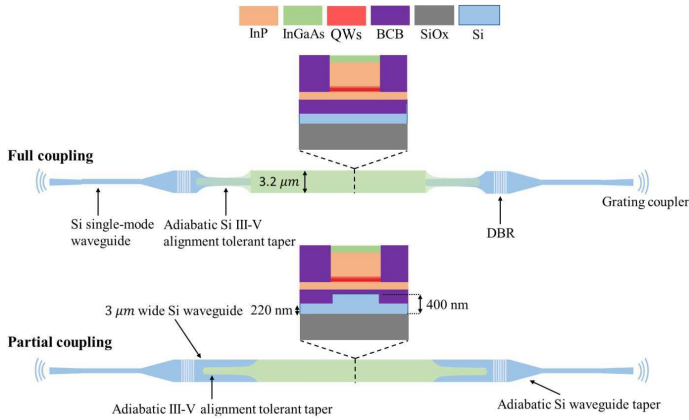 InP InGaAs QWs BCB SiOx Si
Full coupling
3.2 μm
Si single-mode
waveguide
Adiabatic Si III-V
alignment tolerant taper
DBR
Grating coupler
3 μm wide Si waveguide
220 nm
400 nm
Partial coupling
Adiabatic III-V alignment tolerant taper
Adiabatic Si waveguide taper